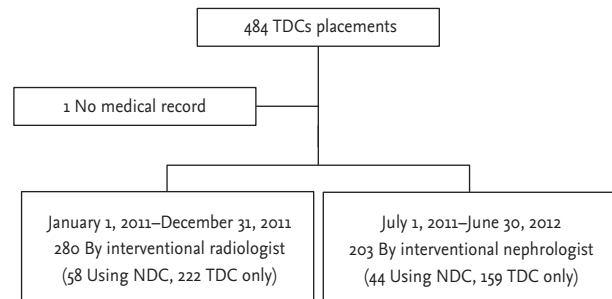 484 TDCs placements
1 No medical record
January 1, 2011–December 31, 2011
280 By interventional radiologist
(58 Using NDC, 222 TDC only)
July 1, 2011–June 30, 2012
203 By interventional nephrologist
(44 Using NDC, 159 TDC only)